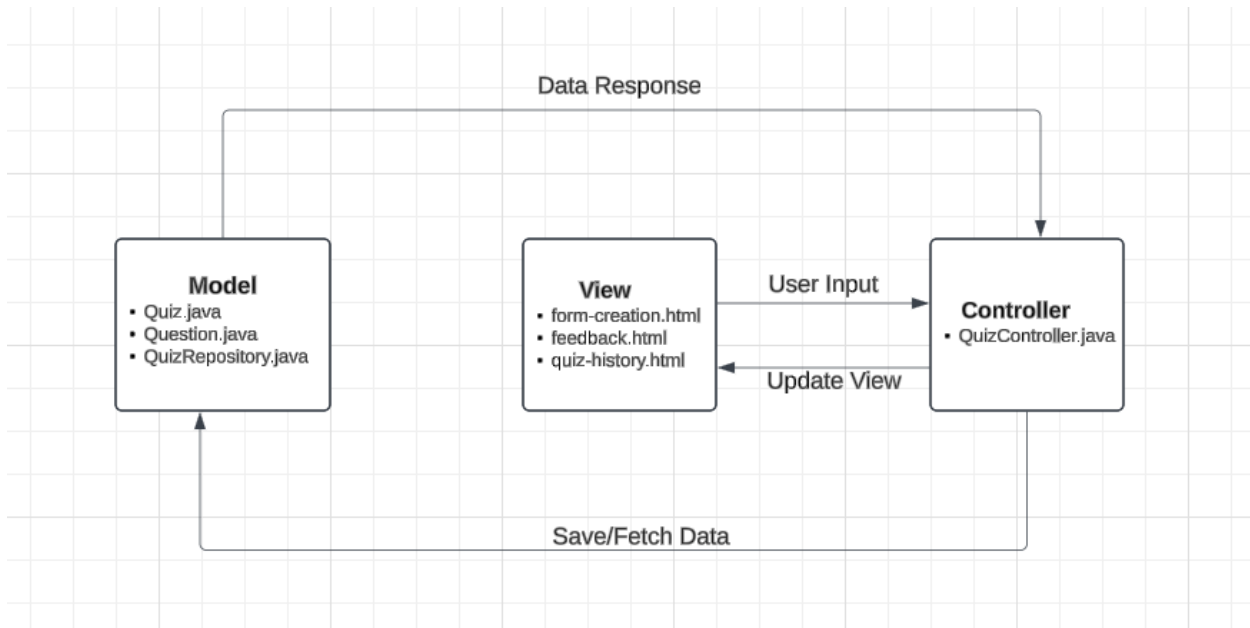 Data Response
Model
▪ Quiz.java
▪ Question.java
▪ QuizRepository.java
View
▪ form-creation.html
▪ feedback.html
▪ quiz-history.html
User Input
Update View
Controller
▪ QuizController.java
Save/Fetch Data